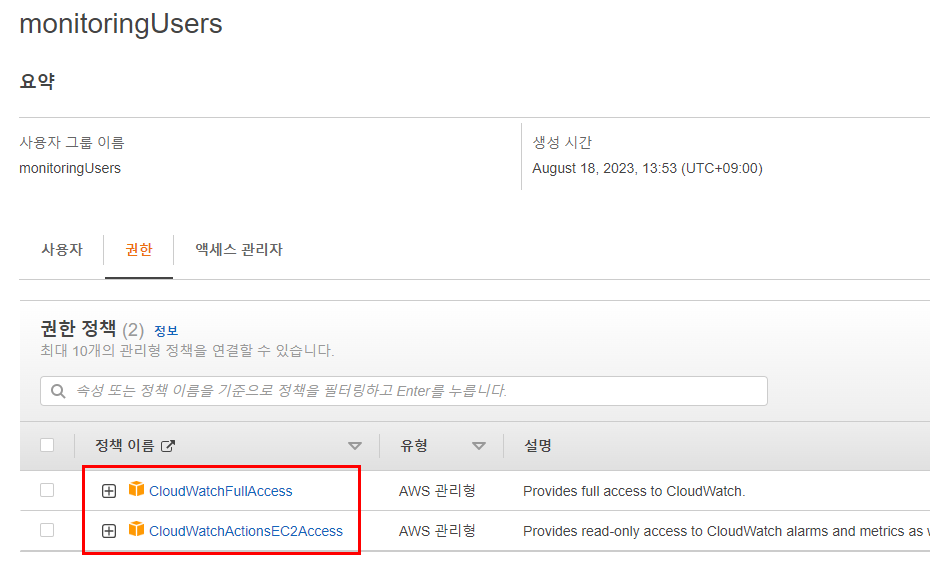 monitoringUsers
요약
사용자 그룹 이름
monitoringUsers
생성 시간
August 18, 2023, 13:53 (UTC+09:00)
사용자 권한 액세스 관리자
권한 정책 (2) 정보
최대 10개의 관리형 정책을 연결할 수 있습니다.
속성 또는 정책 이름을 기준으로 정책을 필터링하고 Enter를 누릅니다.
정책 이름 유형 설명
CloudWatchFullAccess AWS 관리형 Provides full access to CloudWatch.
CloudWatchActionsEC2Access AWS 관리형 Provides read-only access to CloudWatch alarms and metrics as